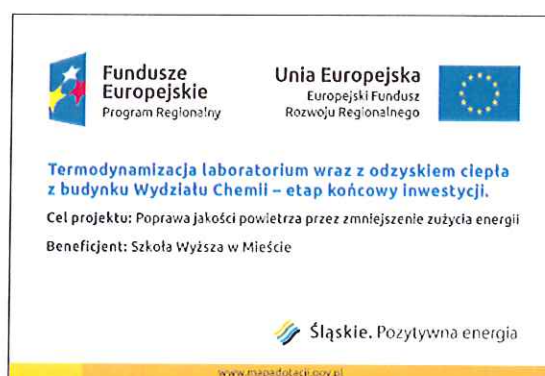 Fundusze
Europejskie
Program Regionalny
Unia Europejska
Europejski Fundusz
Rozwoju Regionalnego
Termodynamizacja laboratorium wraz z odzyskiem ciepła
z budynku Wydziału Chemii – etap końcowy inwestycji.
Cel projektu: Poprawa jakości powietrza przez zmniejszenie zużycia energii
Beneficjent: Szkoła Wyższa w Mieście
Śląskie. Pozytywna energia
www.mapadotacji.gov.pl